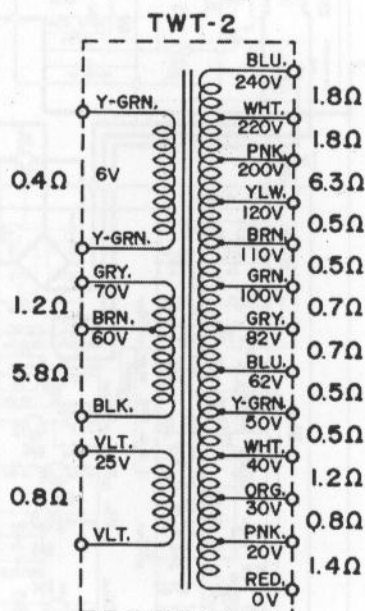 TWT-2
Y-GRN.
0.4Ω
6V
Y-GRN.
GRY.
70V
1.2Ω
BRN.
60V
5.8Ω
BLK.
VLT.
25V
0.8Ω
VLT.
BLU.
240V
1.8Ω
WHT.
220V
1.8Ω
PNK.
200V
6.3Ω
YLW.
120V
0.5Ω
BRN.
110V
0.5Ω
GRN.
100V
0.7Ω
GRY.
82V
0.7Ω
BLU.
62V
0.5Ω
Y-GRN.
50V
0.5Ω
WHT.
40V
1.2Ω
ORG.
30V
0.8Ω
PNK.
20V
1.4Ω
RED.
0V